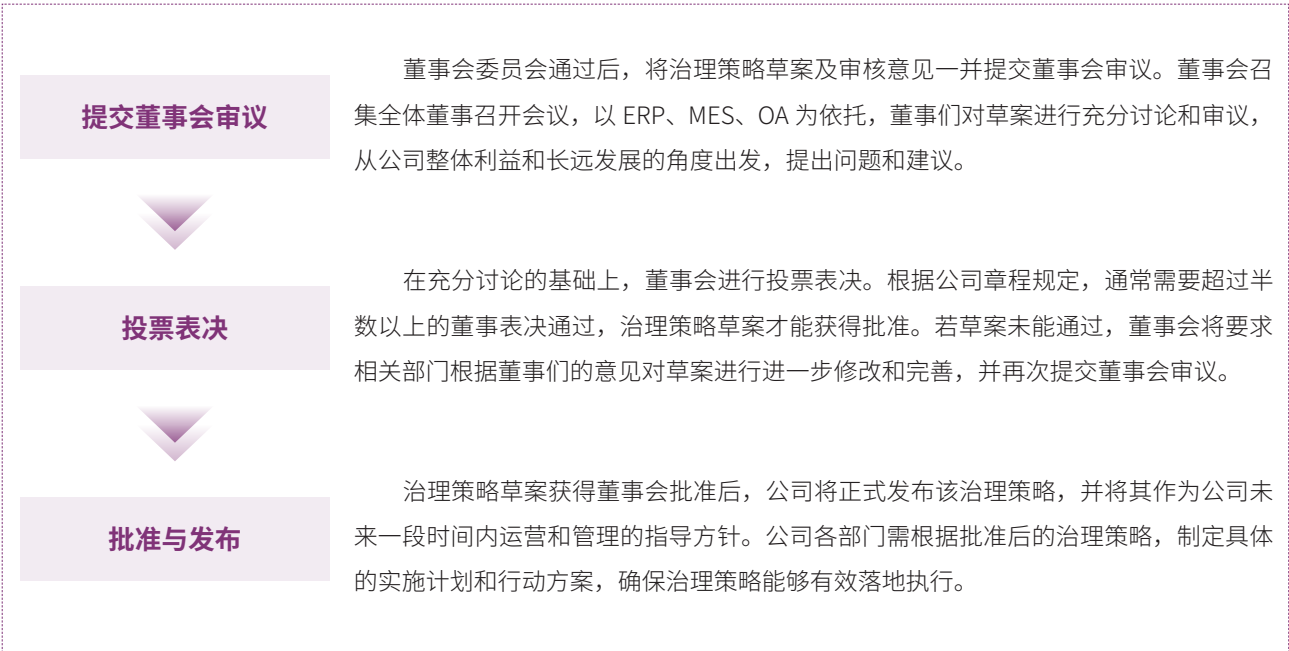 提交董事会审议
董事会委员会通过后，将治理策略草案及审核意见一并提交董事会审议。董事会召
集全体董事召开会议，以 ERP、MES、OA 为依托，董事们对草案进行充分讨论和审议，
从公司整体利益和长远发展的角度出发，提出问题和建议。
投票表决
在充分讨论的基础上，董事会进行投票表决。根据公司章程规定，通常需要超过半
数以上的董事表决通过，治理策略草案才能获得批准。若草案未能通过，董事会将要求
相关部门根据董事们的意见对草案进行进一步修改和完善，并再次提交董事会审议。
批准与发布
治理策略草案获得董事会批准后，公司将正式发布该治理策略，并将其作为公司未
来一段时间内运营和管理的指导方针。公司各部门需根据批准后的治理策略，制定具体
的实施计划和行动方案，确保治理策略能够有效落地执行。